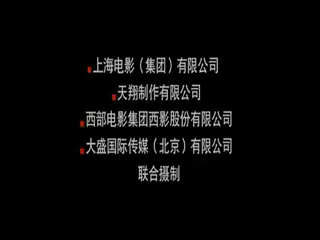 上海电影（集团）有限公司
天翔制作有限公司
西部电影集团西影股份有限公司
大盛国际传媒（北京）有限公司
联合摄制